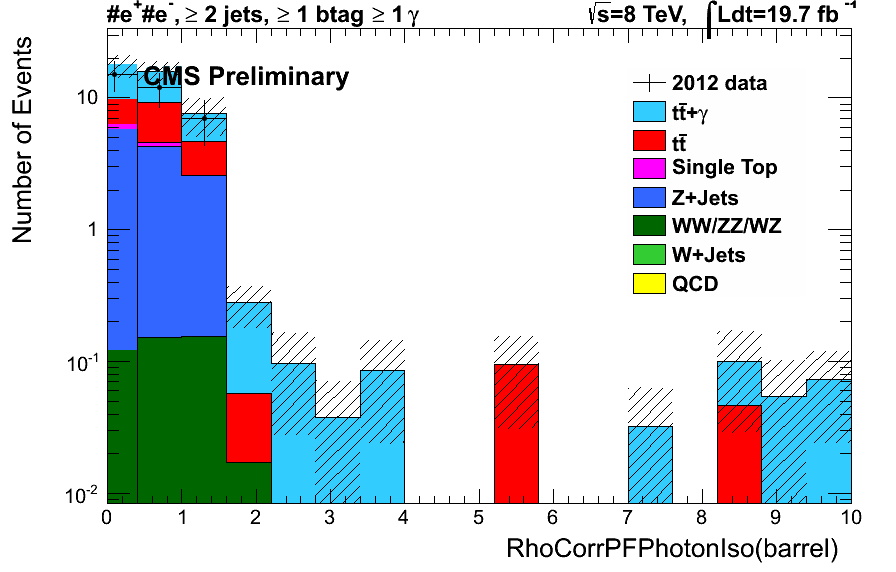 #e⁺#e⁻, ≥ 2 jets, ≥ 1 btag ≥ 1 γ √s=8 TeV, ∫Ldt=19.7 fb⁻¹
CMS Preliminary
Number of Events
10
1
10⁻¹
10⁻²
2012 data
tt̄+γ
tt̄
Single Top
Z+Jets
WW/ZZ/WZ
W+Jets
QCD
0 1 2 3 4 5 6 7 8 9 10
RhoCorrPFPhotonIso(barrel)